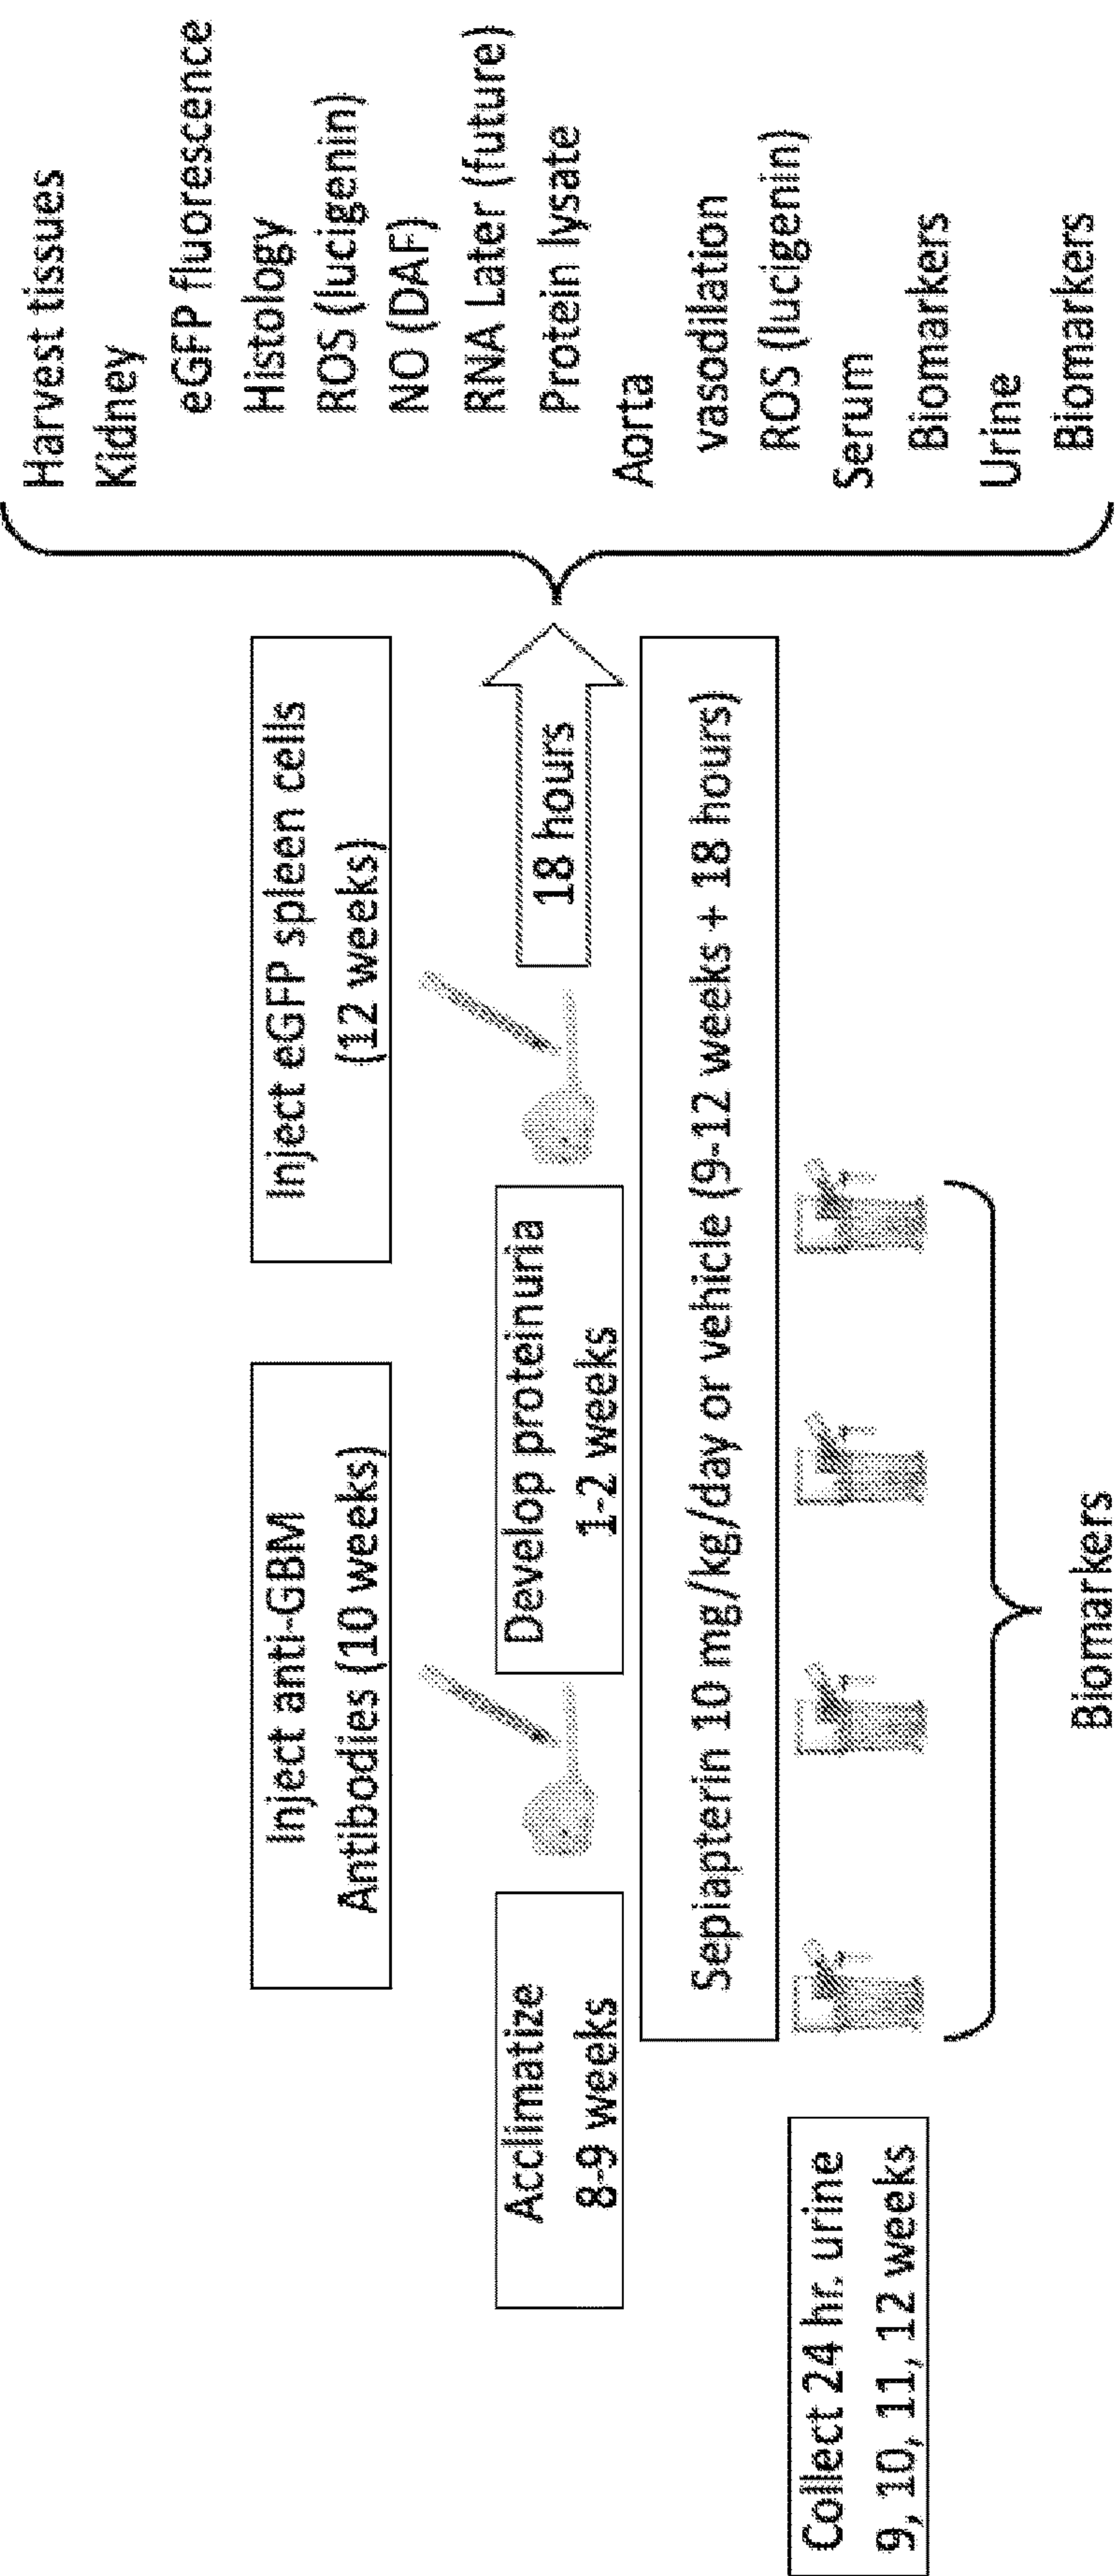 Inject anti-GBM
Antibodies (10 weeks)
Inject eGFP spleen cells
(12 weeks)
Acclimatize
8-9 weeks
Develop proteinuria
1-2 weeks
18 hours
Sepiapterin 10 mg/kg/day or vehicle (9-12 weeks + 18 hours)
Collect 24 hr. urine
9, 10, 11, 12 weeks
Biomarkers
Harvest tissues
Kidney
eGFP fluorescence
Histology
ROS (lucigenin)
NO (DAF)
RNA Later (future)
Protein lysate
Aorta
vasodilation
ROS (lucigenin)
Serum
Biomarkers
Urine
Biomarkers